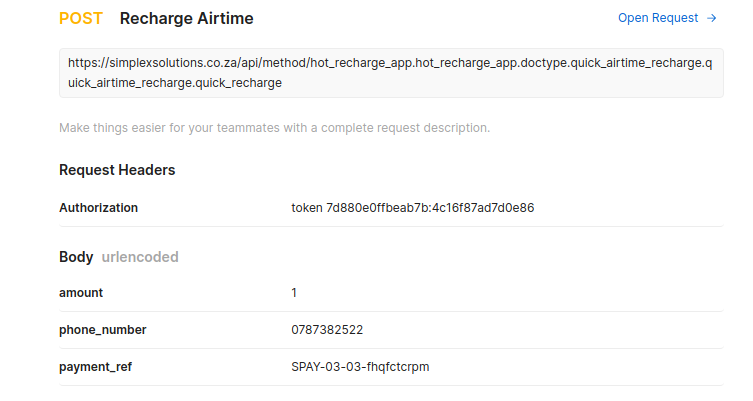 POST Recharge Airtime Open Request →
https://simplexsolutions.co.za/api/method/hot_recharge_app.hot_recharge_app.doctype.quick_airtime_recharge.q
uick_airtime_recharge.quick_recharge
Make things easier for your teammates with a complete request description.
Request Headers
Authorization token 7d880e0ffbeab7b:4c16f87ad7d0e86
Body urlencoded
amount 1
phone_number 0787382522
payment_ref SPAY-03-03-fhqfctcrpm